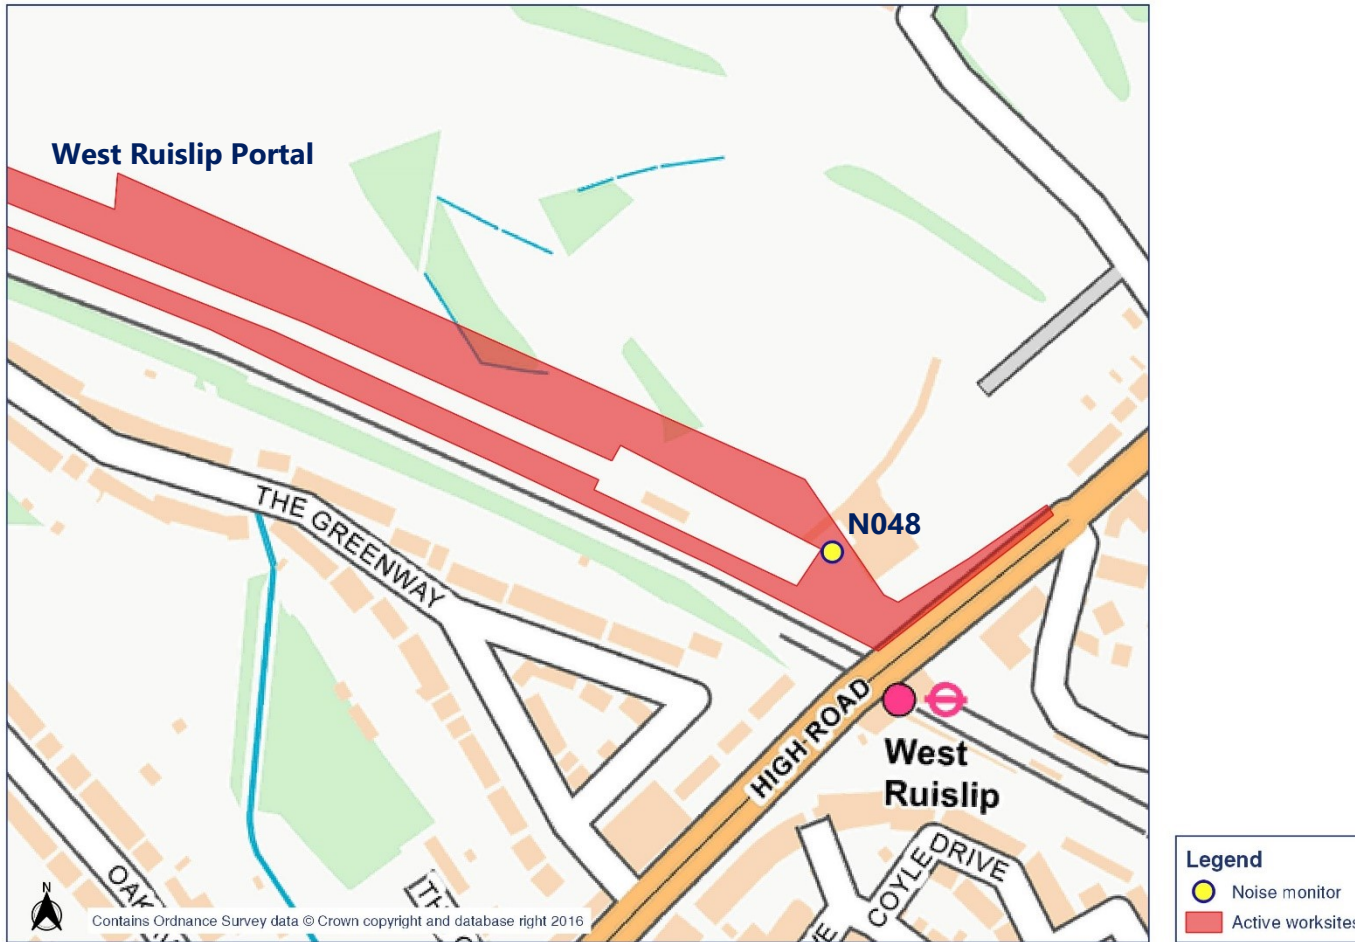 West Ruislip Portal
N048
THE GREENWAY
HIGH ROAD
West
Ruislip
DRIVE
COYLE
N
Contains Ordnance Survey data © Crown copyright and database right 2016
Legend
Noise monitor
Active worksites